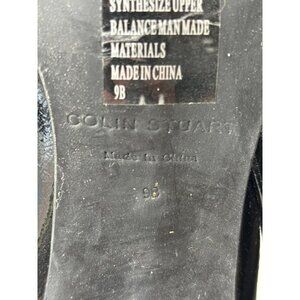 SYNTHESIZE UPPER
BALANCE MAN MADE
MATERIALS
MADE IN CHINA
9B
COLIN STUART
Made In China
9B